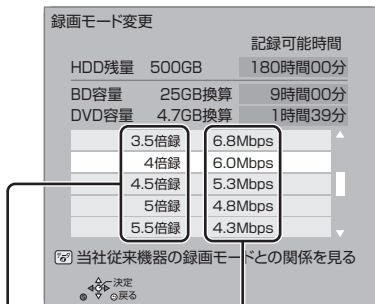 録画モード変更
記録可能時間
HDD残量 500GB 180時間00分
BD容量 25GB換算 9時間00分
DVD容量 4.7GB換算 1時間39分
3.5倍録 6.8Mbps
4倍録 6.0Mbps
4.5倍録 5.3Mbps
5倍録 4.8Mbps
5.5倍録 4.3Mbps
当社従来機器の録画モードとの関係を見る
決定
戻る